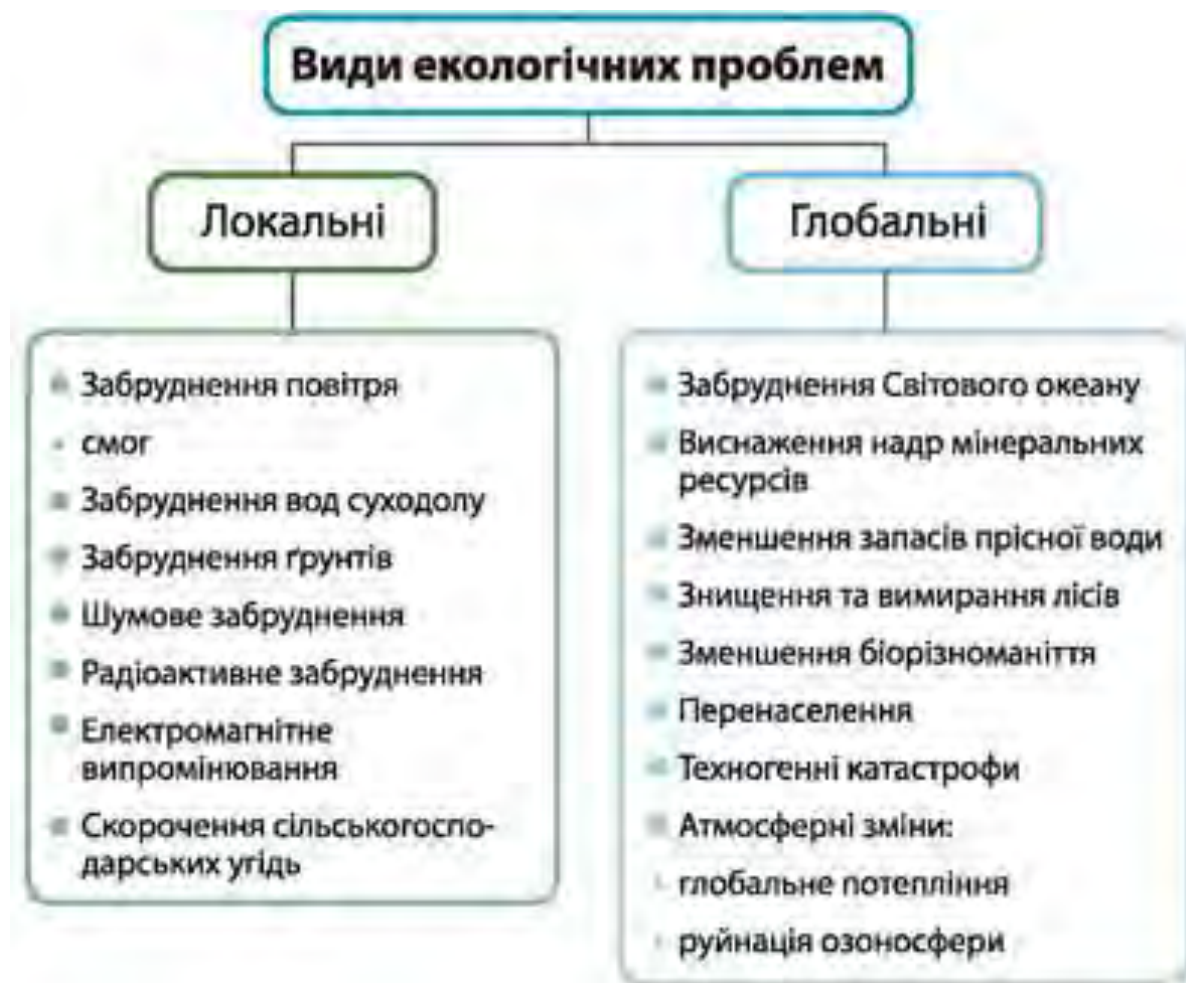 Види екологічних проблем
Локальні
Забруднення повітря
смог
Забруднення вод суходолу
Забруднення ґрунтів
Шумове забруднення
Радіоактивне забруднення
Електромагнітне
випромінювання
Скорочення сільськогоспо-
дарських угідь
Глобальні
Забруднення Світового океану
Виснаження надр мінеральних
ресурсів
Зменшення запасів прісної води
Знищення та вимирання лісів
Зменшення біорізноманіття
Перенаселення
Техногенні катастрофи
Атмосферні зміни:
глобальне потепління
руйнація озоносфери